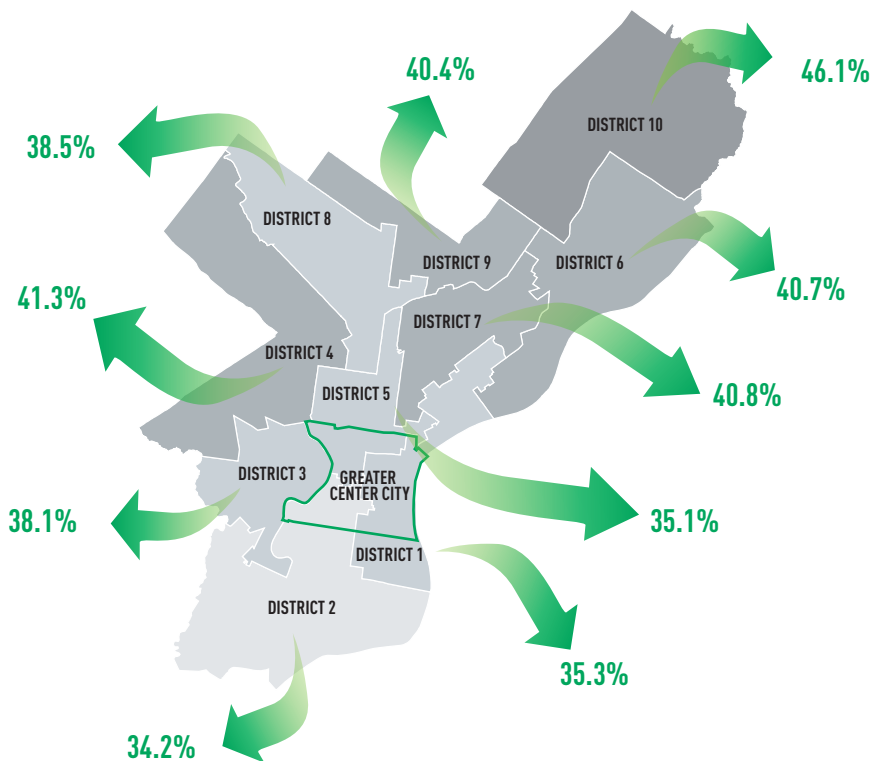 40.4%
46.1%
DISTRICT 10
38.5%
DISTRICT 8
DISTRICT 9
DISTRICT 6
40.7%
41.3%
DISTRICT 7
DISTRICT 4
DISTRICT 5
40.8%
DISTRICT 3
GREATER
CENTER CITY
38.1%
35.1%
DISTRICT 1
DISTRICT 2
35.3%
34.2%